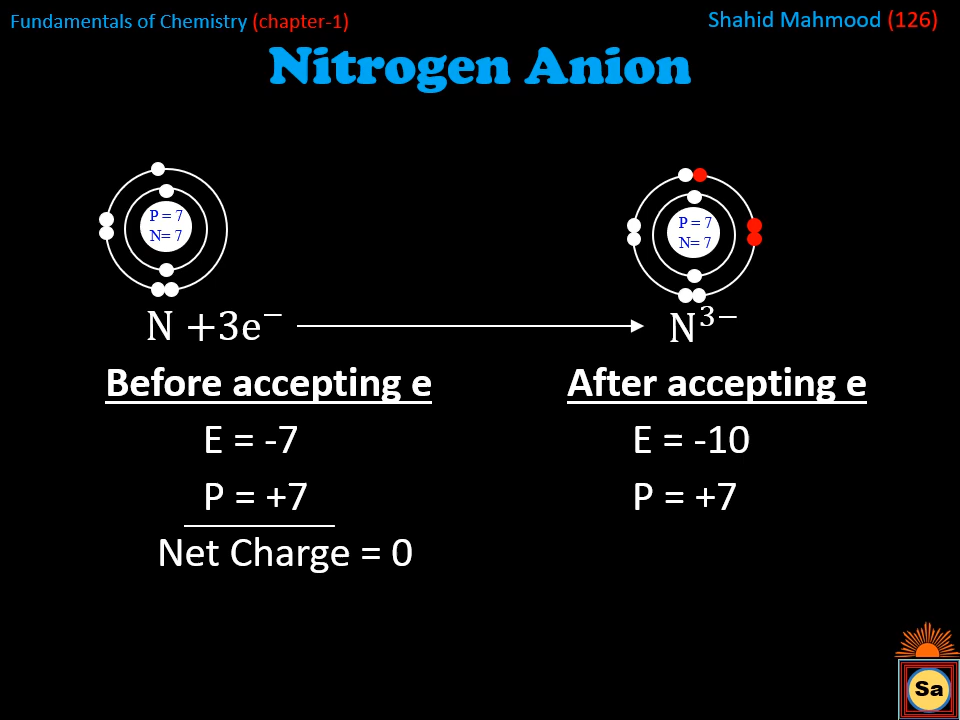 Fundamentals of Chemistry (chapter-1)
Shahid Mahmood (126)
Nitrogen Anion
P = 7
N= 7
P = 7
N= 7
N +3e⁻
N³⁻
Before accepting e
After accepting e
E = -7
E = -10
P = +7
P = +7
Net Charge = 0
Sa